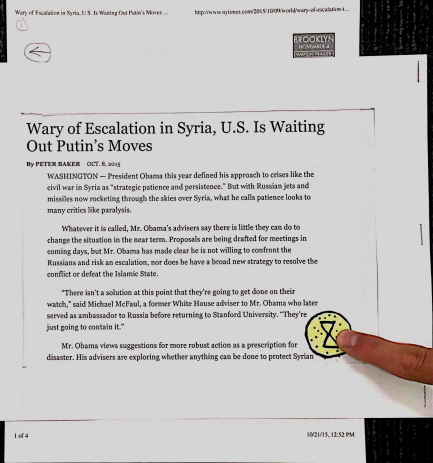 Wary of Escalation in Syria, U.S. Is Waiting Out Putin's Moves ...
http://www.nytimes.com/2015/10/09/world/wary-of-escalation-i...
1
BROOKLYN
NOVEMBER 4
WATCH TRAILER
Wary of Escalation in Syria, U.S. Is Waiting
Out Putin's Moves
By PETER BAKER OCT. 8, 2015
WASHINGTON — President Obama this year defined his approach to crises like the
civil war in Syria as "strategic patience and persistence." But with Russian jets and
missiles now rocketing through the skies over Syria, what he calls patience looks to
many critics like paralysis.
Whatever it is called, Mr. Obama's advisers say there is little they can do to
change the situation in the near term. Proposals are being drafted for meetings in
coming days, but Mr. Obama has made clear he is not willing to confront the
Russians and risk an escalation, nor does he have a broad new strategy to resolve the
conflict or defeat the Islamic State.
"There isn't a solution at this point that they're going to get done on their
watch," said Michael McFaul, a former White House adviser to Mr. Obama who later
served as ambassador to Russia before returning to Stanford University. "They're
just going to contain it."
Mr. Obama views suggestions for more robust action as a prescription for
disaster. His advisers are exploring whether anything can be done to protect Syrian
1 of 4
10/21/15, 12:52 PM